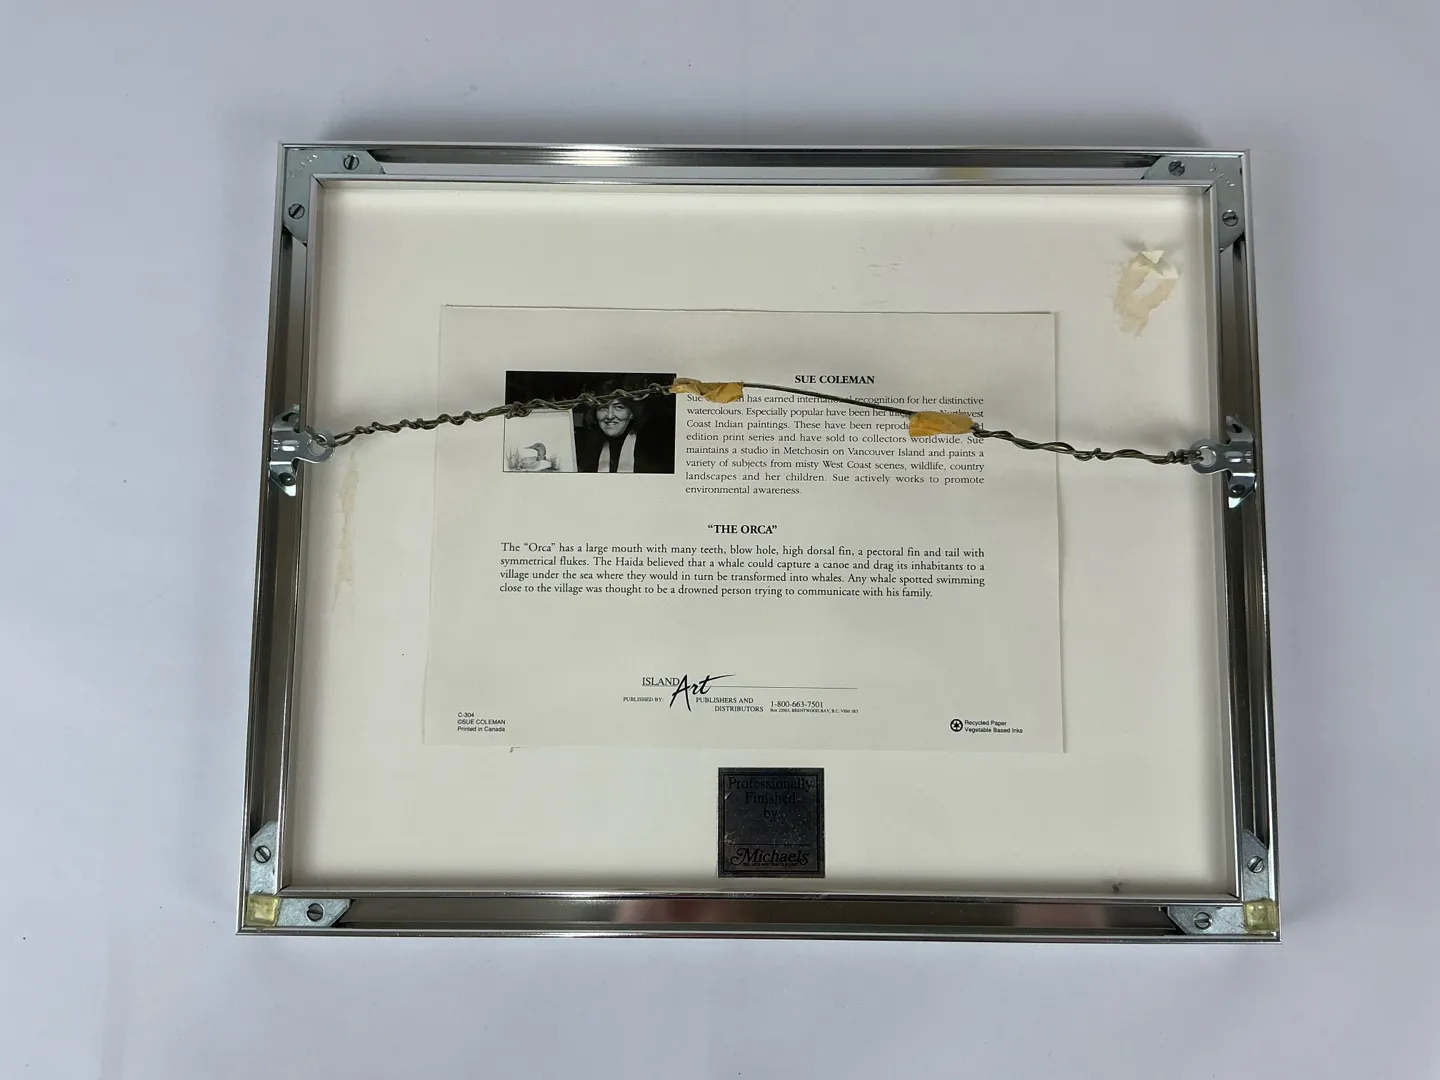 SUE COLEMAN
Sue has earned international recognition for her distinctive
watercolours. Especially popular have been her Northwest
Coast Indian paintings. These have been
edition print series and have sold to collectors worldwide. Sue
maintains a studio in Metchosin on Vancouver Island and paints a
variety of subjects from misty West Coast scenes, wildlife, country
landscapes and her children. Sue actively works to promote
environmental awareness.
“THE ORCA”
The “Orca” has a large mouth with many teeth, blow hole, high dorsal fin, a pectoral fin and tail with
symmetrical flukes. The Haida believed that a whale could capture a canoe and drag its inhabitants to a
village under the sea where they would in turn be transformed into whales. Any whale spotted swimming
close to the village was thought to be a drowned person trying to communicate with his family.
ISLAND Art
PUBLISHED BY: PUBLISHERS AND
DISTRIBUTORS
1-800-663-7501
BRENTWOOD BAY, B.C.
C-304
©SUE COLEMAN
Printed in Canada
Recycled Paper
Vegetable Based Inks
Professionally
Finished
by
Michaels